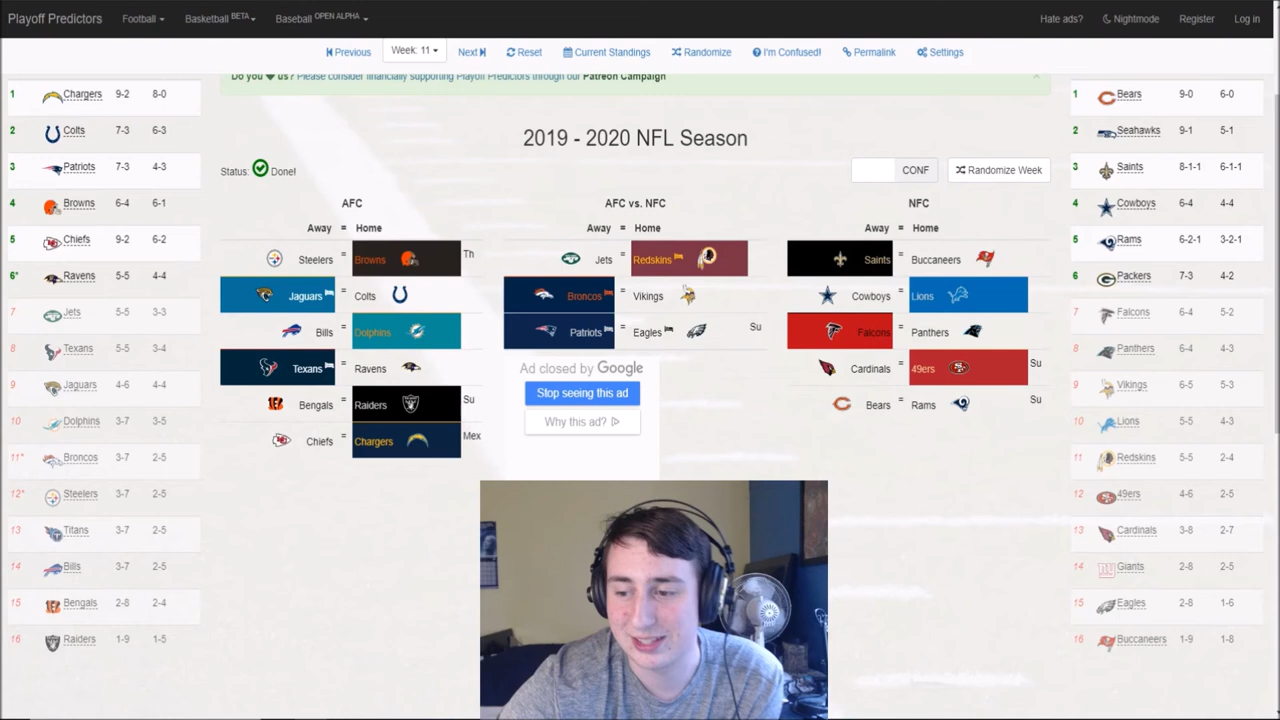 Playoff Predictors Football Basketball BETA Baseball OPEN ALPHA Hate ads? Nightmode Register Log in
Previous Week: 11 Next Reset Current Standings Randomize I'm Confused! Permalink Settings
Do you us? Please consider financially supporting Playoff Predictors through our Patreon Campaign ×
2019 - 2020 NFL Season
Status: Done! CONF Randomize Week
1 Chargers 9-2 8-0
2 Colts 7-3 6-3
3 Patriots 7-3 4-3
4 Browns 6-4 6-1
5 Chiefs 9-2 6-2
6* Ravens 5-5 4-4
7 Jets 5-5 3-3
8 Texans 5-5 3-4
9 Jaguars 4-6 4-4
10 Dolphins 3-7 3-5
11* Broncos 3-7 2-5
12* Steelers 3-7 2-5
13 Titans 3-7 2-5
14 Bills 3-7 2-5
15 Bengals 2-8 2-4
16 Raiders 1-9 1-5
AFC
Away = Home
Steelers = Browns Th
Jaguars = Colts
Bills = Dolphins
Texans = Ravens
Bengals = Raiders Su
Chiefs = Chargers Mex
AFC vs. NFC
Away = Home
Jets = Redskins
Broncos = Vikings
Patriots = Eagles Su
Ad closed by Google
Stop seeing this ad
Why this ad?
NFC
Away = Home
Saints = Buccaneers
Cowboys = Lions
Falcons = Panthers
Cardinals = 49ers Su
Bears = Rams Su
1 Bears 9-0 6-0
2 Seahawks 9-1 5-1
3 Saints 8-1-1 6-1-1
4 Cowboys 6-4 4-4
5 Rams 6-2-1 3-2-1
6 Packers 7-3 4-2
7 Falcons 6-4 5-2
8 Panthers 6-4 4-3
9 Vikings 6-5 5-3
10 Lions 5-5 4-3
11 Redskins 5-5 2-4
12 49ers 4-6 2-5
13 Cardinals 3-8 2-7
14 Giants 2-8 2-5
15 Eagles 2-8 1-6
16 Buccaneers 1-9 1-8